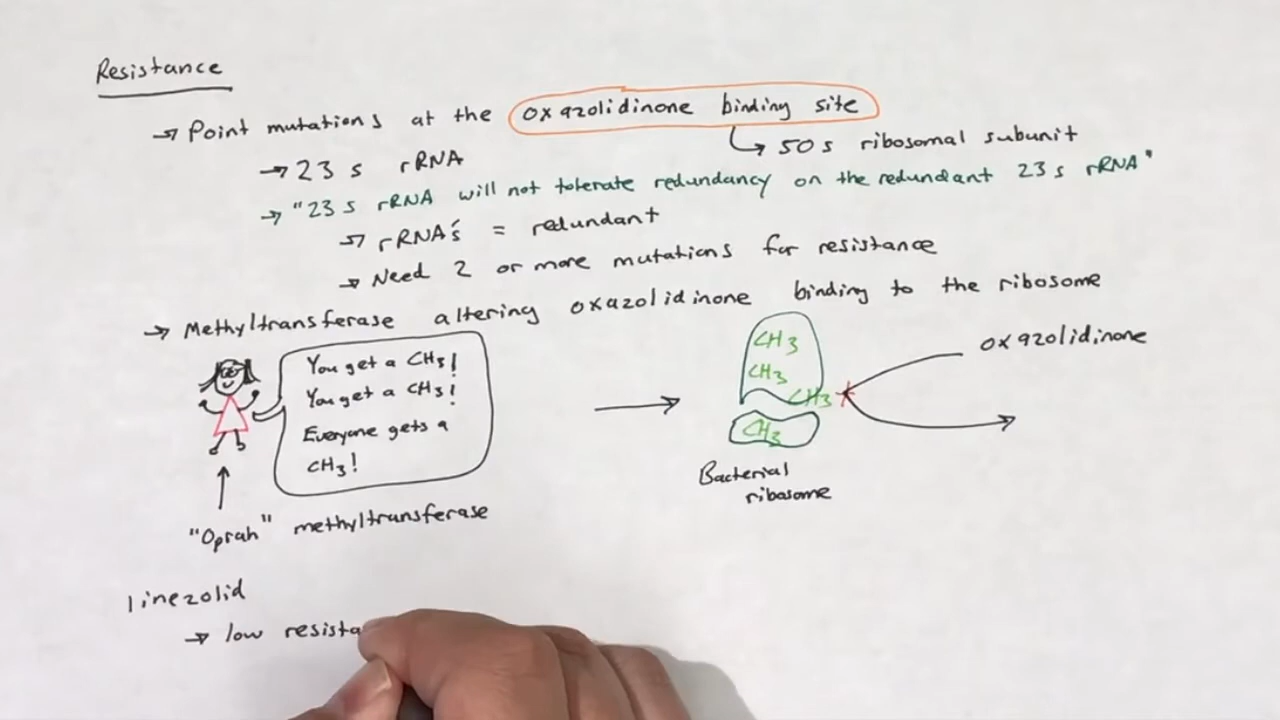 Resistance
→ Point mutations at the oxazolidinone binding site
→ 50s ribosomal subunit
→ 23s rRNA
→ "23s rRNA will not tolerate redundancy on the redundant 23s rRNA"
→ rRNA's = redundant
→ Need 2 or more mutations for resistance
→ Methyltransferase altering oxazolidinone binding to the ribosome
You get a CH3!
You get a CH3!
Everyone gets a
CH3!
"Oprah" methyltransferase
CH3
CH3
CH3
CH3
Bacterial
ribosome
oxazolidinone
linezolid
→ low resista